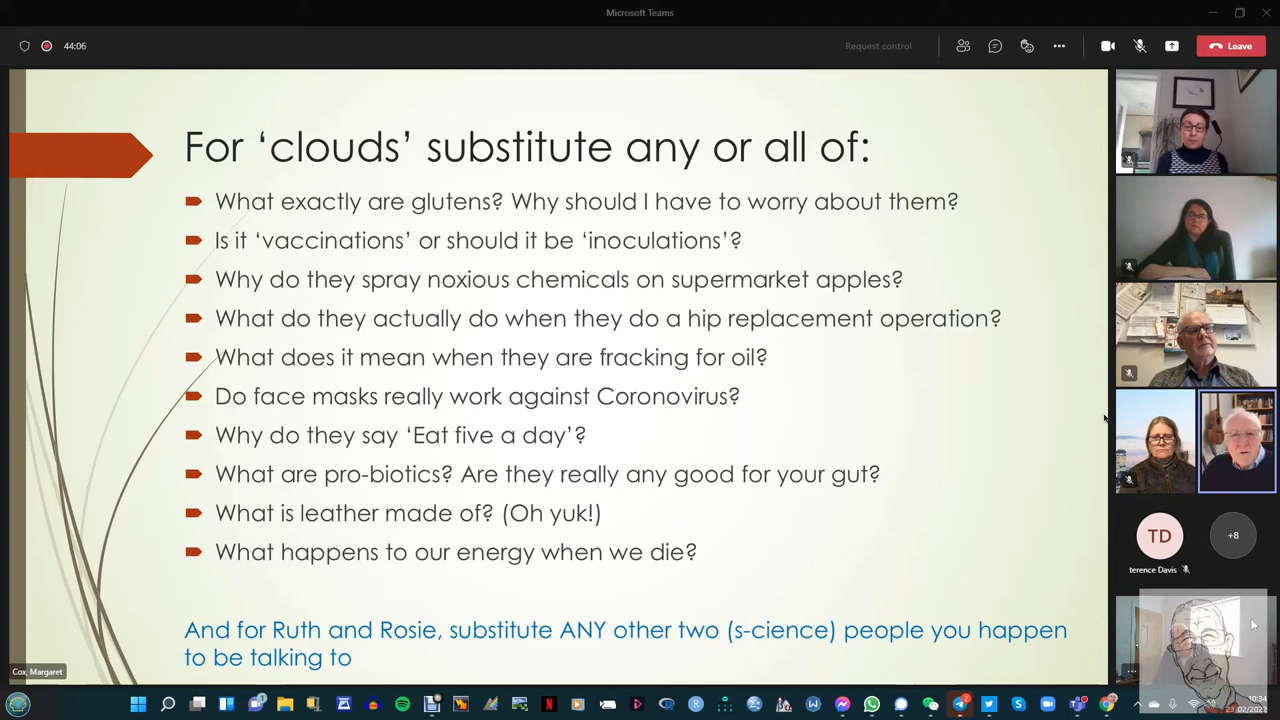 Microsoft Teams
44:06
Request control
Leave
For ‘clouds’ substitute any or all of:
What exactly are glutens? Why should I have to worry about them?
Is it ‘vaccinations’ or should it be ‘inoculations’?
Why do they spray noxious chemicals on supermarket apples?
What do they actually do when they do a hip replacement operation?
What does it mean when they are fracking for oil?
Do face masks really work against Coronovirus?
Why do they say ‘Eat five a day’?
What are pro-biotics? Are they really any good for your gut?
What is leather made of? (Oh yuk!)
What happens to our energy when we die?
And for Ruth and Rosie, substitute ANY other two (s-cience) people you happen
to be talking to
Cox, Margaret
TD
+8
terence Davis
10:34
23/02/2022